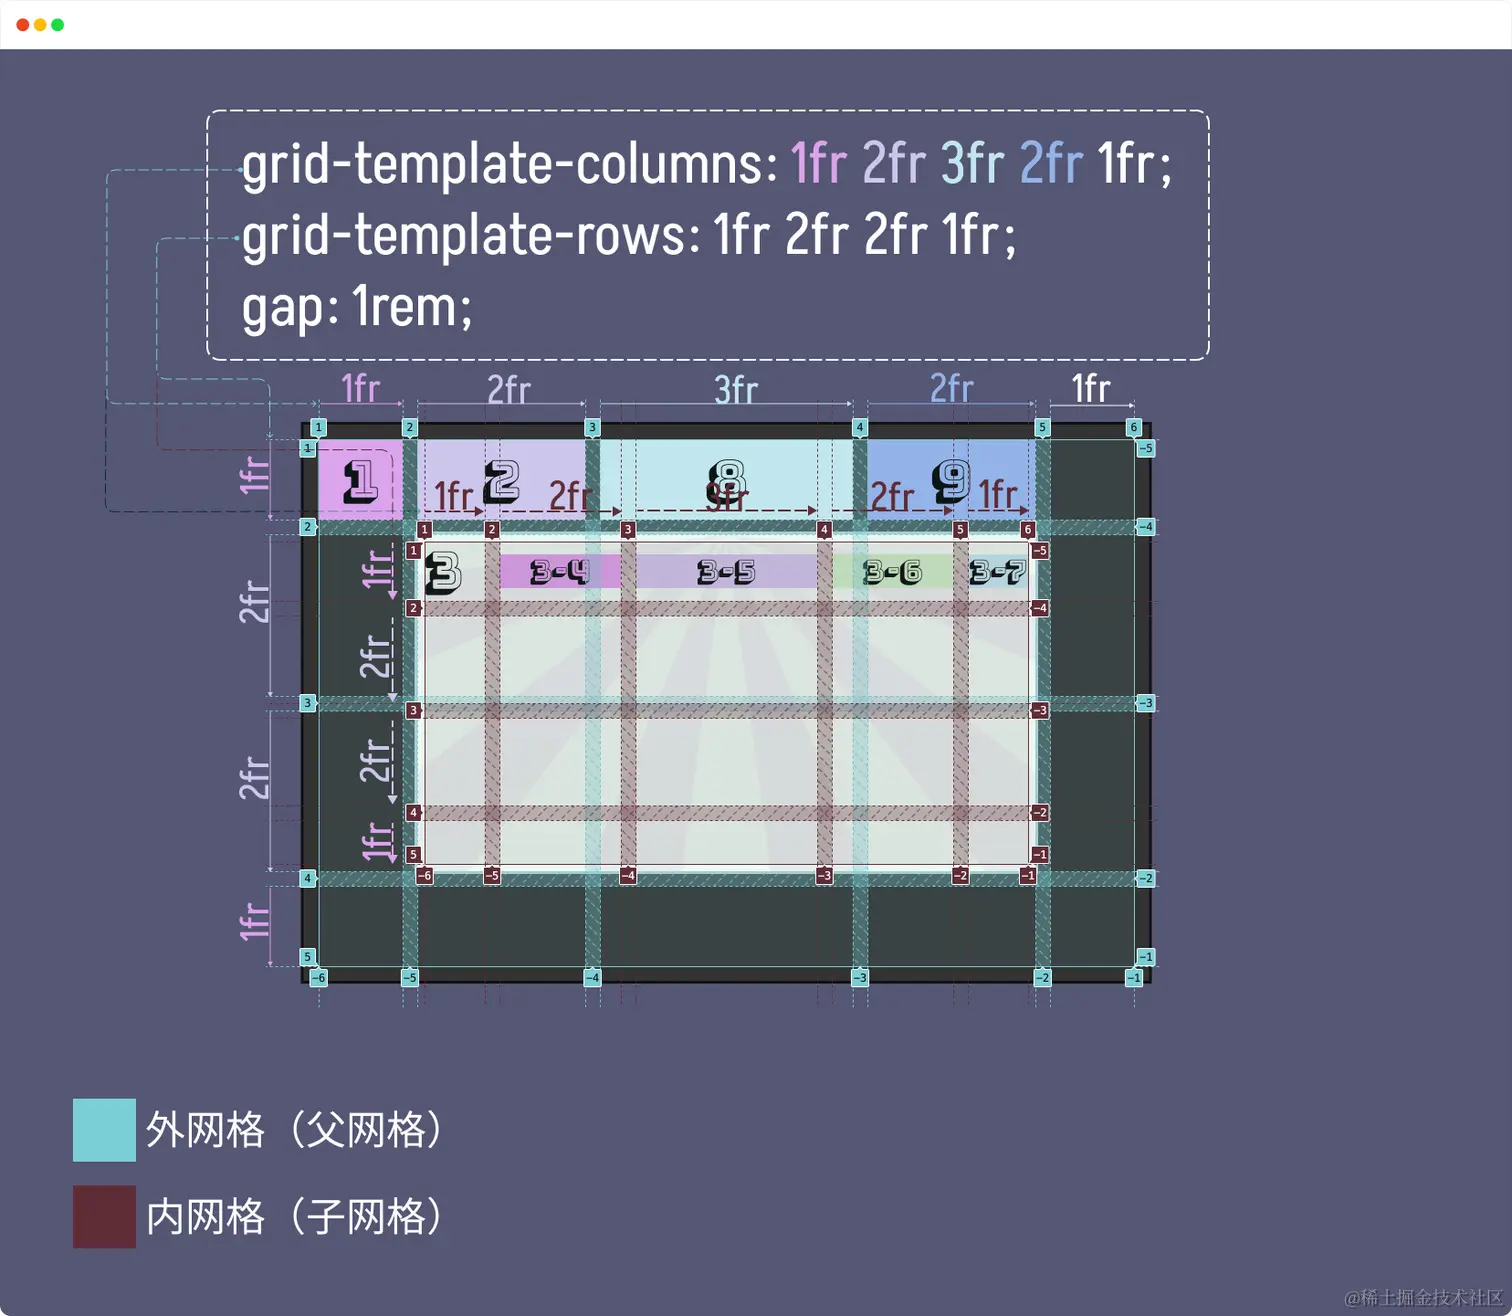 grid-template-columns: 1fr 2fr 3fr 2fr 1fr;
grid-template-rows: 1fr 2fr 2fr 1fr;
gap: 1rem;
1fr 2fr 3fr 2fr 1fr
1 2 3 4 5 6
1 -5
1fr
1 2 8 9
1fr 2fr 3fr 2fr 1fr
2 -4
1 2 3 4 5 6
1 -5
1fr
3 3-4 3-5 3-6 3-7
2fr
2 -4
2fr
3 -3
3 -3
2fr
2fr
4 -2
1fr
5 -1
-6 -5 -4 -3 -2 -1
4 -2
1fr
5 -1
-6 -5 -4 -3 -2 -1
外网格（父网格）
内网格（子网格）
@稀土掘金技术社区